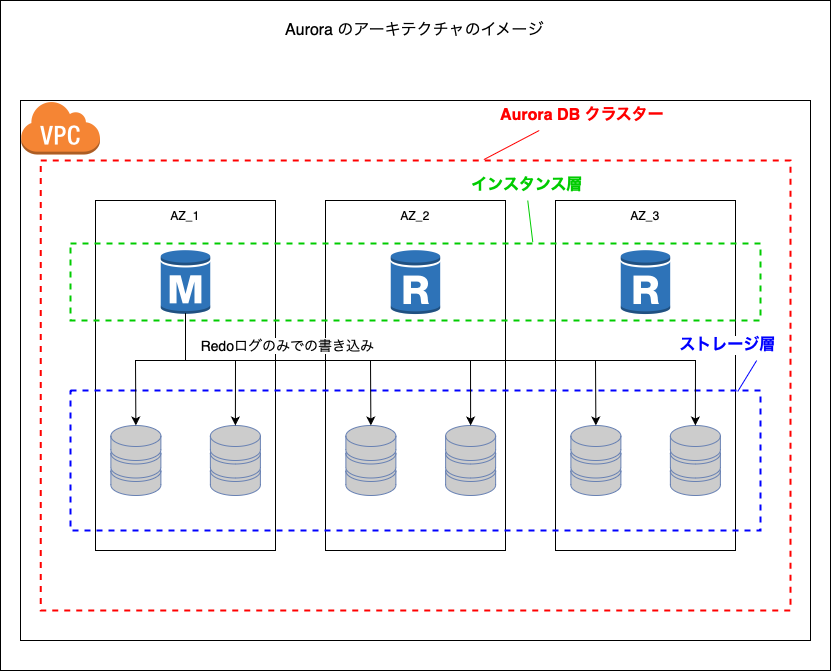 Aurora のアーキテクチャのイメージ
VPC
Aurora DB クラスター
インスタンス層
AZ_1
AZ_2
AZ_3
M
R
R
Redoログのみでの書き込み
ストレージ層